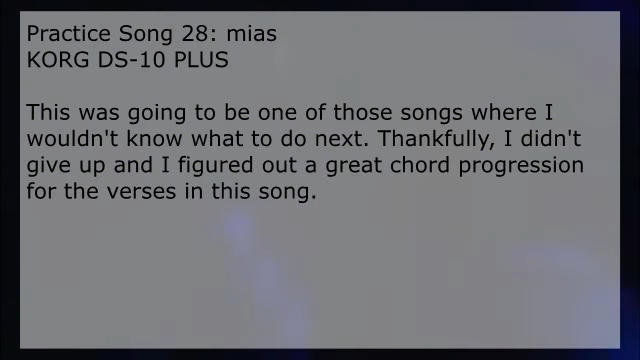 Practice Song 28: mias
KORG DS-10 PLUS
This was going to be one of those songs where I
wouldn't know what to do next. Thankfully, I didn't
give up and I figured out a great chord progression
for the verses in this song.